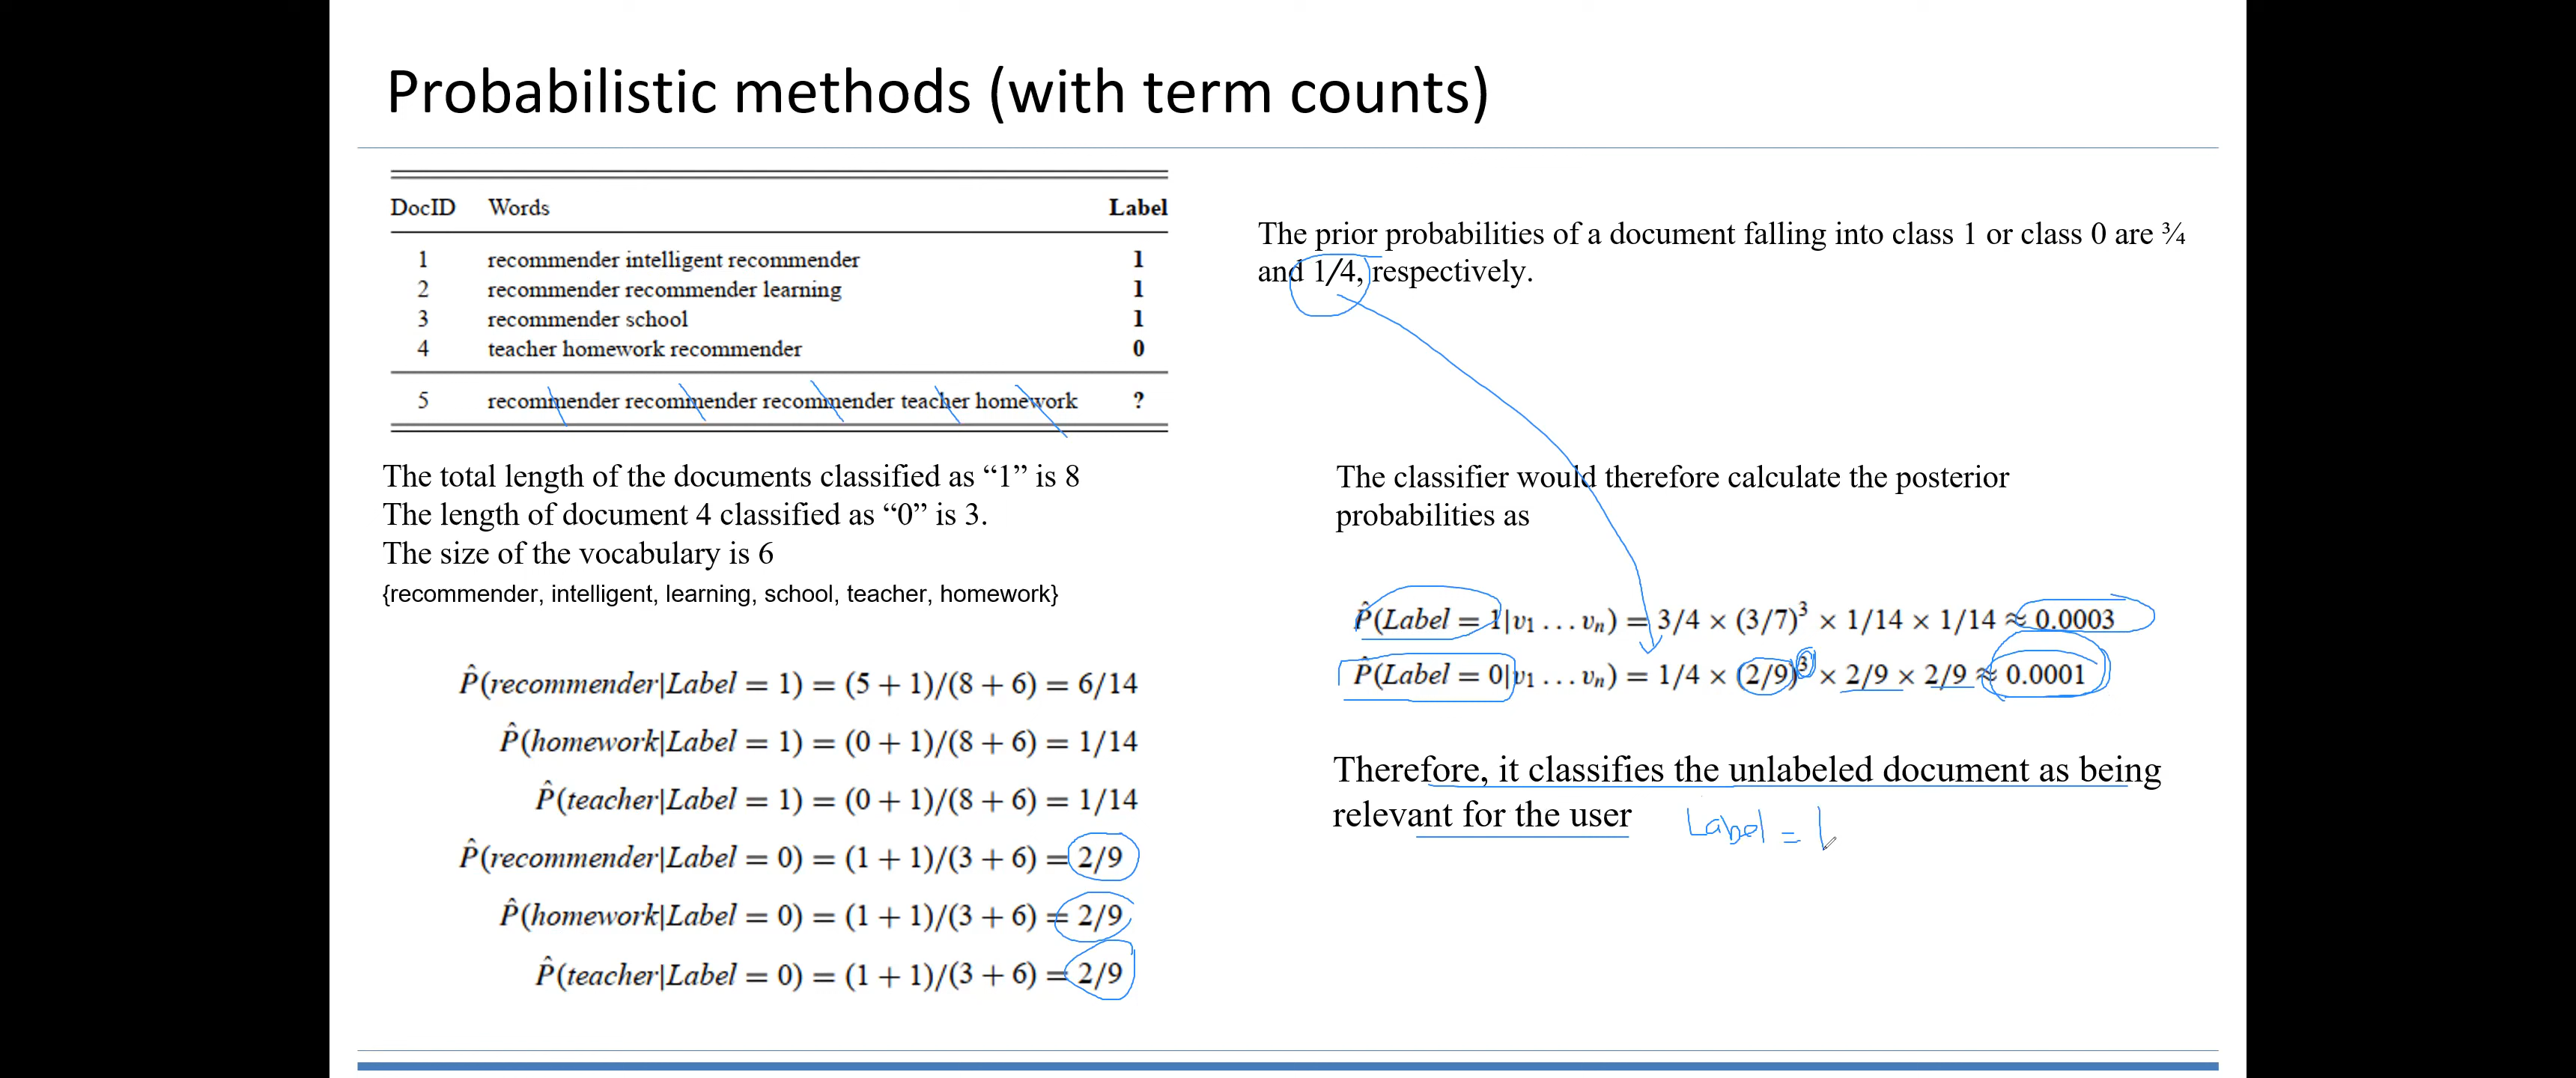 Probabilistic methods (with term counts)
DocID Words Label
1 recommender intelligent recommender 1
2 recommender recommender learning 1
3 recommender school 1
4 teacher homework recommender 0
5 recommender recommender recommender teacher homework ?
The total length of the documents classified as “1” is 8
The length of document 4 classified as “0” is 3.
The size of the vocabulary is 6
{recommender, intelligent, learning, school, teacher, homework}
P̂(recommender|Label = 1) = (5 + 1)/(8 + 6) = 6/14
P̂(homework|Label = 1) = (0 + 1)/(8 + 6) = 1/14
P̂(teacher|Label = 1) = (0 + 1)/(8 + 6) = 1/14
P̂(recommender|Label = 0) = (1 + 1)/(3 + 6) = 2/9
P̂(homework|Label = 0) = (1 + 1)/(3 + 6) = 2/9
P̂(teacher|Label = 0) = (1 + 1)/(3 + 6) = 2/9
The prior probabilities of a document falling into class 1 or class 0 are ¾
and 1/4, respectively.
The classifier would therefore calculate the posterior
probabilities as
P̂(Label = 1|v₁ . . . vₙ) = 3/4 × (3/7)³ × 1/14 × 1/14 ≈ 0.0003
P̂(Label = 0|v₁ . . . vₙ) = 1/4 × (2/9)³ × 2/9 × 2/9 ≈ 0.0001
Therefore, it classifies the unlabeled document as being
relevant for the user
Label = 1